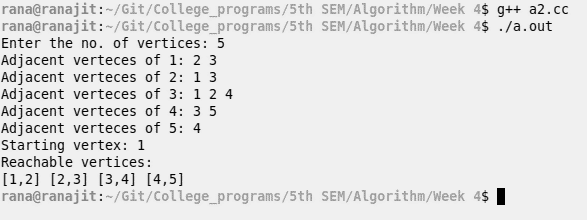 rana@ranajit:~/Git/College_programs/5th SEM/Algorithm/Week 4$ g++ a2.cc
rana@ranajit:~/Git/College_programs/5th SEM/Algorithm/Week 4$ ./a.out
Enter the no. of vertices: 5
Adjacent verteces of 1: 2 3
Adjacent verteces of 2: 1 3
Adjacent verteces of 3: 1 2 4
Adjacent verteces of 4: 3 5
Adjacent verteces of 5: 4
Starting vertex: 1
Reachable vertices:
[1,2] [2,3] [3,4] [4,5]
rana@ranajit:~/Git/College_programs/5th SEM/Algorithm/Week 4$